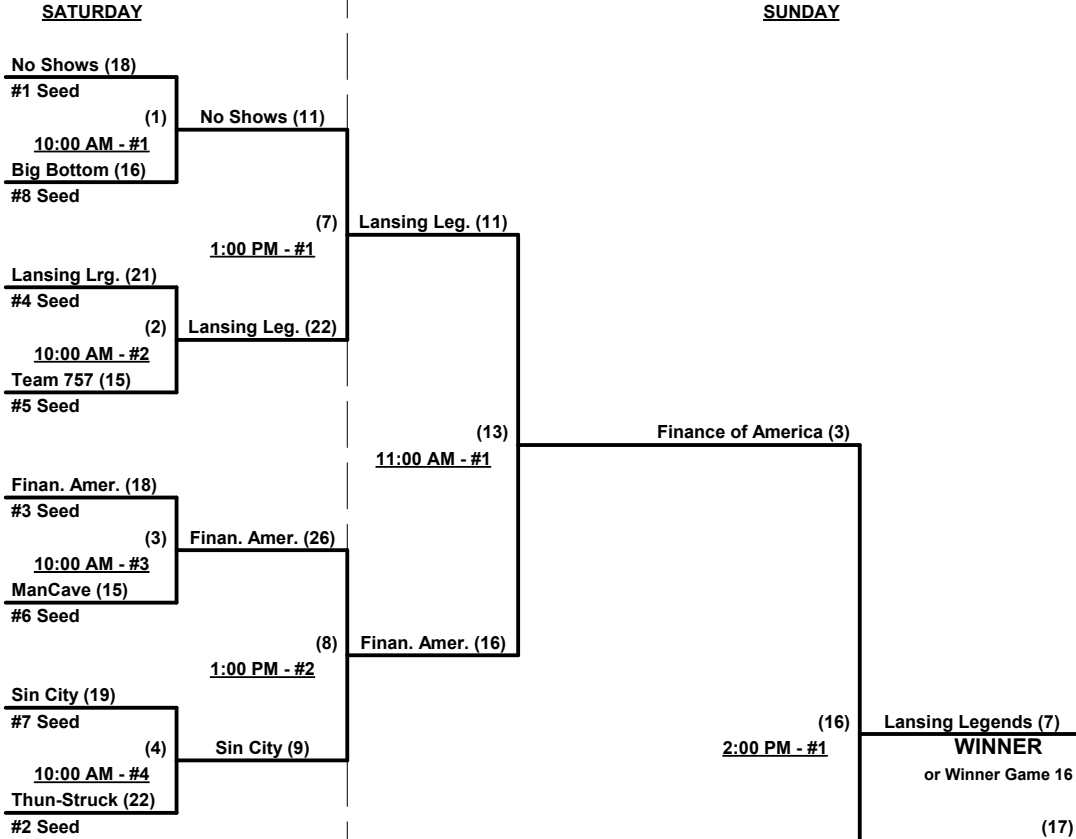 SATURDAY
SUNDAY
No Shows (18)
#1 Seed
(1)
No Shows (11)
10:00 AM - #1
Big Bottom (16)
#8 Seed
(7)
Lansing Leg. (11)
1:00 PM - #1
Lansing Lrg. (21)
#4 Seed
(2)
Lansing Leg. (22)
10:00 AM - #2
Team 757 (15)
#5 Seed
(13)
Finance of America (3)
11:00 AM - #1
Finan. Amer. (18)
#3 Seed
(3)
Finan. Amer. (26)
10:00 AM - #3
ManCave (15)
#6 Seed
(8)
Finan. Amer. (16)
1:00 PM - #2
Sin City (19)
#7 Seed
(16)
Lansing Legends (7)
(4)
Sin City (9)
2:00 PM - #1
WINNER
10:00 AM - #4
or Winner Game 16
Thun-Struck (22)
#2 Seed
(17)